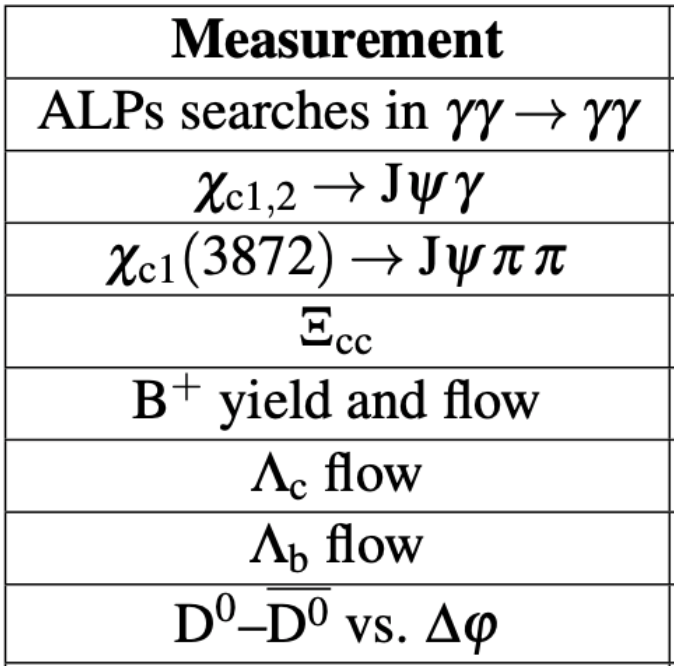 Measurement
ALPs searches in γγ → γγ
χc1,2 → Jψγ
χc1(3872) → Jψππ
Ξcc
B⁺ yield and flow
Λc flow
Λb flow
D⁰–D̅⁰ vs. Δφ